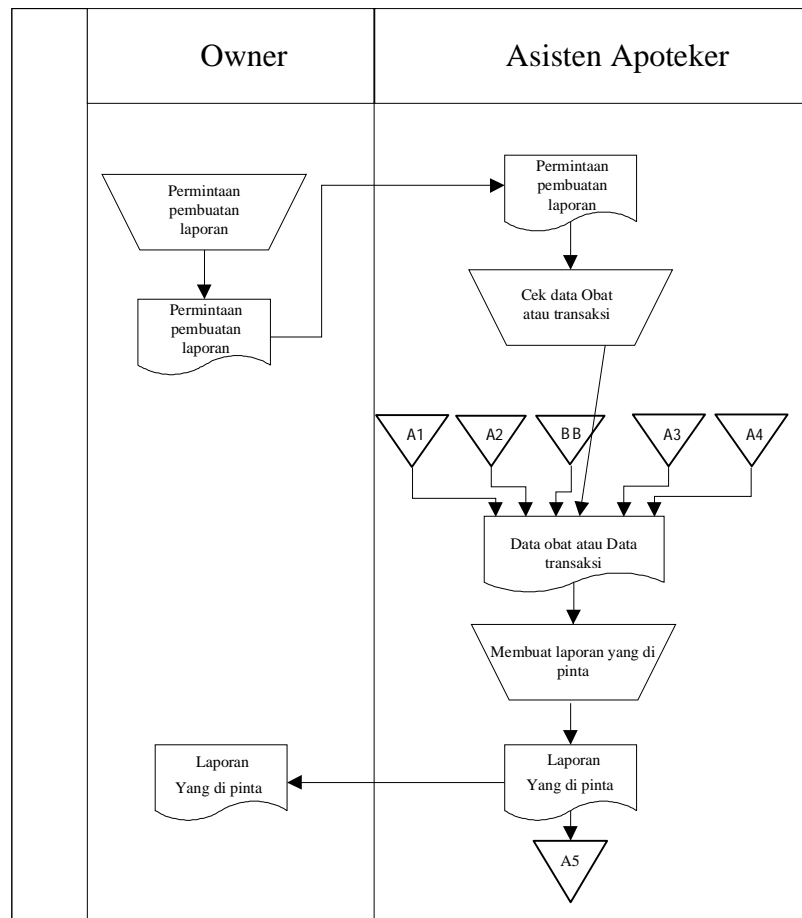 Owner
Asisten Apoteker
Permintaan
pembuatan
laporan
Permintaan
pembuatan
laporan
Permintaan
pembuatan
laporan
Cek data Obat
atau transaksi
A1
A2
BB
A3
A4
Data obat atau Data
transaksi
Membuat laporan yang di
pinta
Laporan
Yang di pinta
Laporan
Yang di pinta
A5